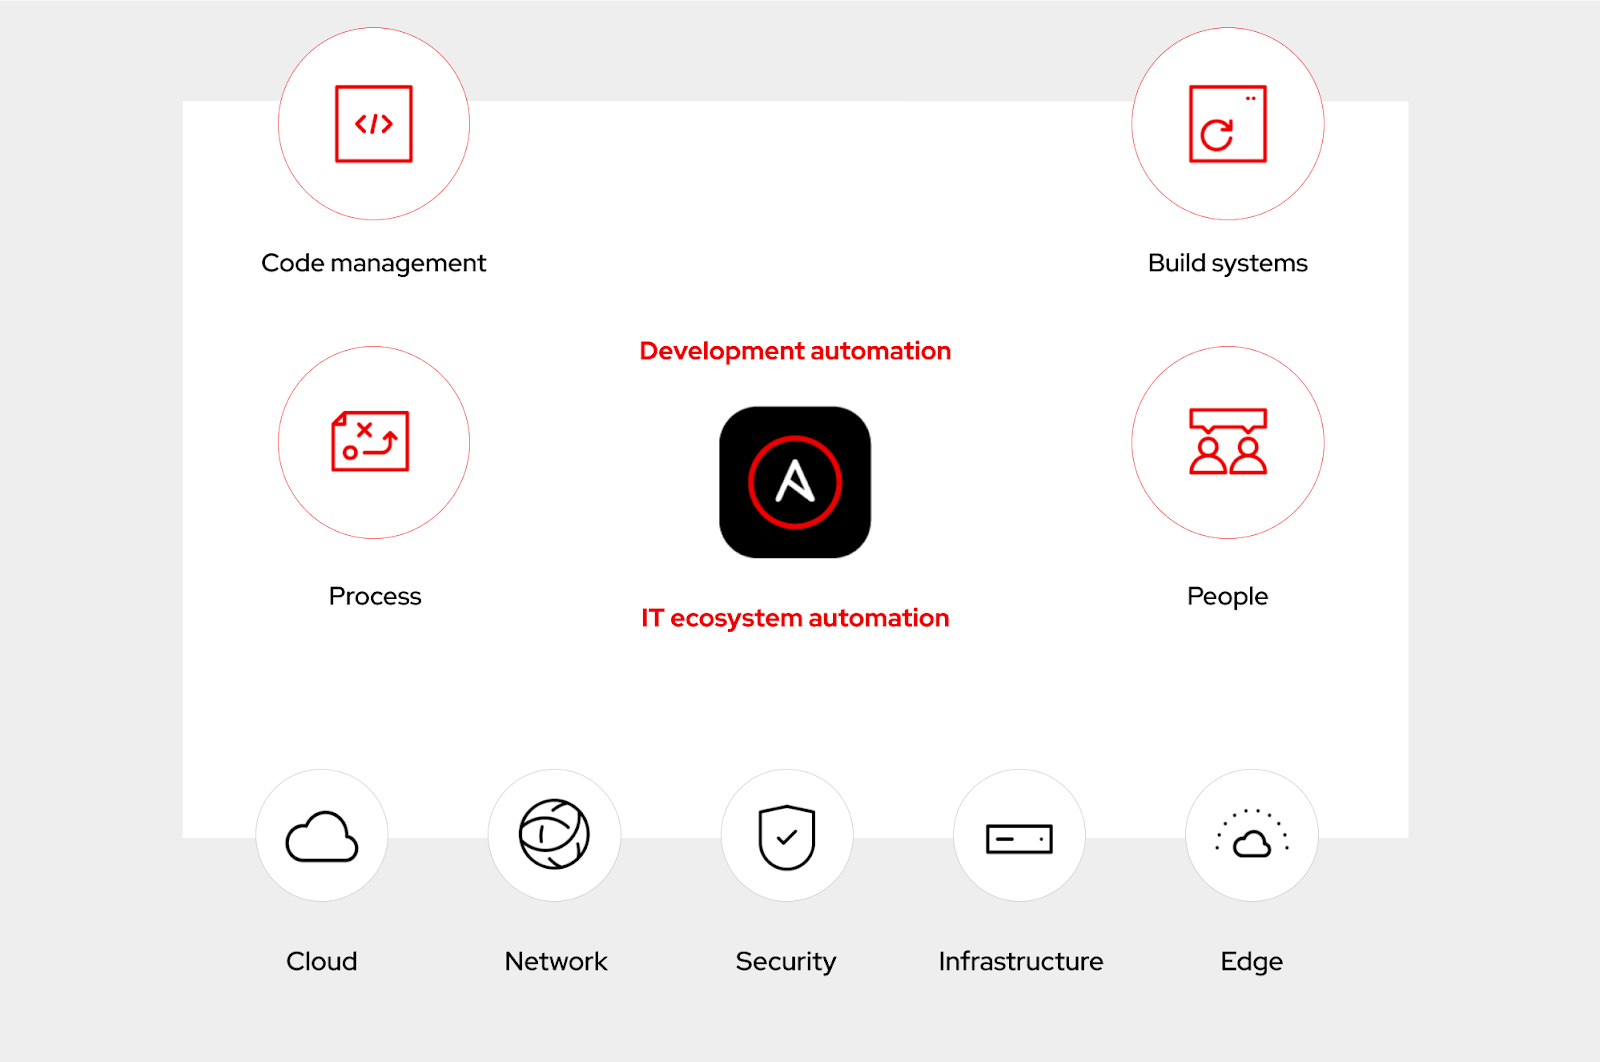 Code management
Build systems
Development automation
Process
People
IT ecosystem automation
Cloud
Network
Security
Infrastructure
Edge